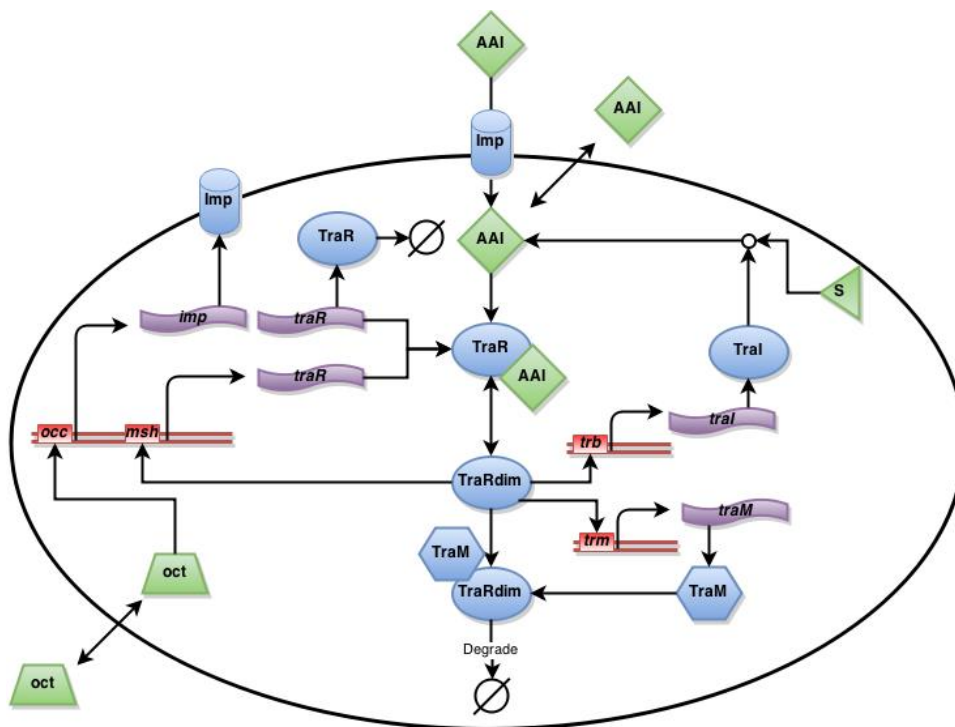 AAI
AAI
Imp
Imp
TraR
AAI
S
imp
traR
TraR
TraI
traR
AAI
traI
occ
msh
trb
TraRdim
traM
trm
TraM
oct
TraRdim
TraM
Degrade
oct